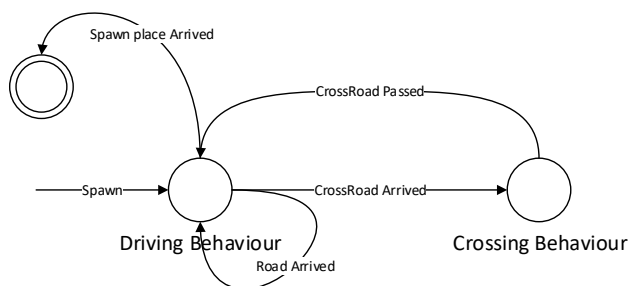 Spawn place Arrived
CrossRoad Passed
Spawn
CrossRoad Arrived
Driving Behaviour
Crossing Behaviour
Road Arrived